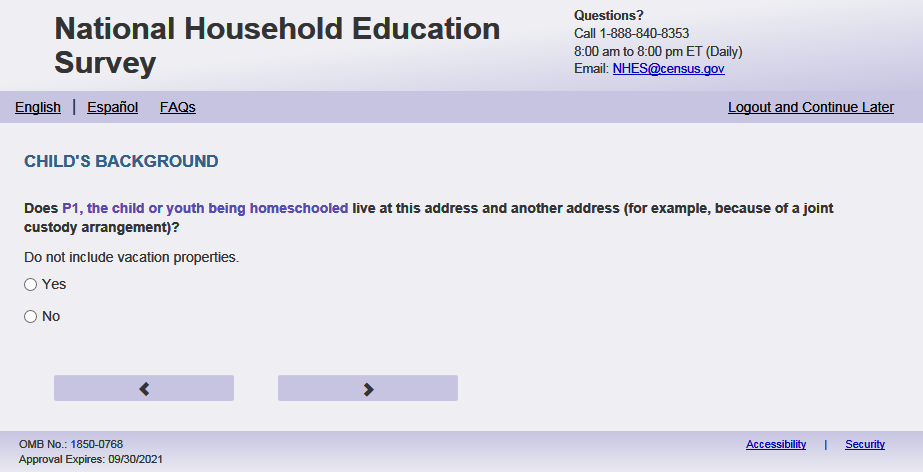 National Household Education
Survey
Questions?
Call 1-888-840-8353
8:00 am to 8:00 pm ET (Daily)
Email: NHES@census.gov
English | Español FAQs Logout and Continue Later
CHILD'S BACKGROUND
Does P1, the child or youth being homeschooled live at this address and another address (for example, because of a joint
custody arrangement)?
Do not include vacation properties.
Yes
No
OMB No.: 1850-0768
Approval Expires: 09/30/2021
Accessibility | Security